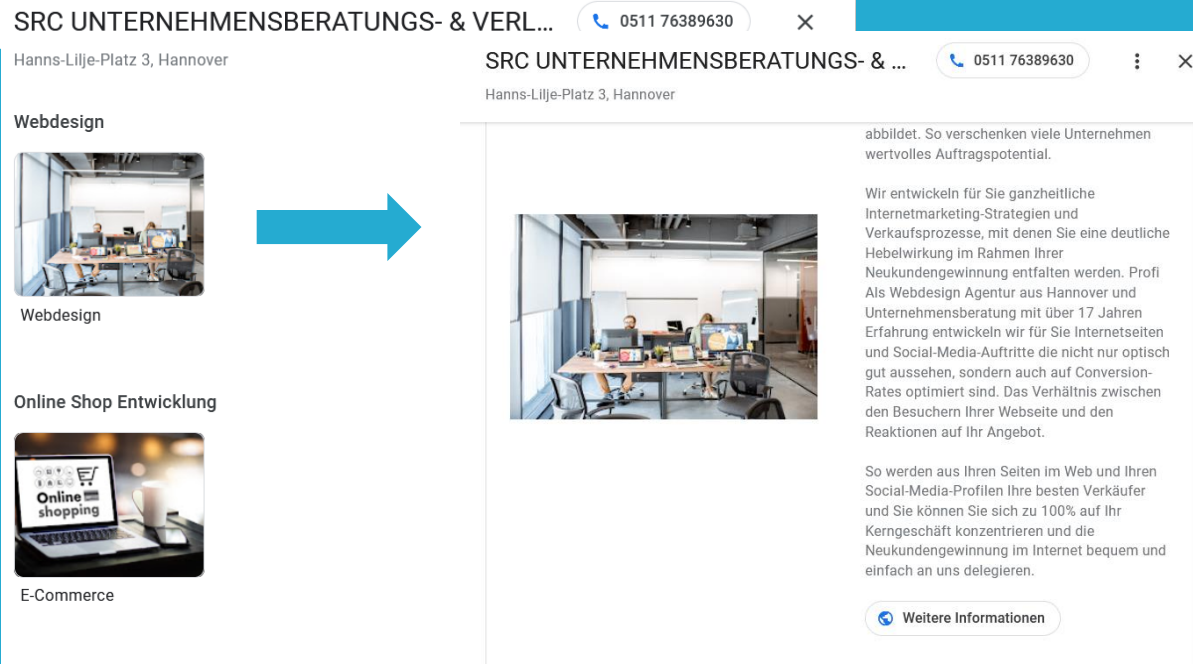 SRC UNTERNEHMENSBERATUNGS- & VERL...
0511 76389630
Hanns-Lilje-Platz 3, Hannover
Webdesign
Webdesign
Online Shop Entwicklung
Online
shopping
E-Commerce
SRC UNTERNEHMENSBERATUNGS- & ...
0511 76389630
Hanns-Lilje-Platz 3, Hannover
abbildet. So verschenken viele Unternehmen
wertvolles Auftragspotential.
Wir entwickeln für Sie ganzheitliche
Internetmarketing-Strategien und
Verkaufsprozesse, mit denen Sie eine deutliche
Hebelwirkung im Rahmen Ihrer
Neukundengewinnung entfalten werden. Profi
Als Webdesign Agentur aus Hannover und
Unternehmensberatung mit über 17 Jahren
Erfahrung entwickeln wir für Sie Internetseiten
und Social-Media-Auftritte die nicht nur optisch
gut aussehen, sondern auch auf Conversion-
Rates optimiert sind. Das Verhältnis zwischen
den Besuchern Ihrer Webseite und den
Reaktionen auf Ihr Angebot.
So werden aus Ihren Seiten im Web und Ihren
Social-Media-Profilen Ihre besten Verkäufer
und Sie können Sie sich zu 100% auf Ihr
Kerngeschäft konzentrieren und die
Neukundengewinnung im Internet bequem und
einfach an uns delegieren.
Weitere Informationen